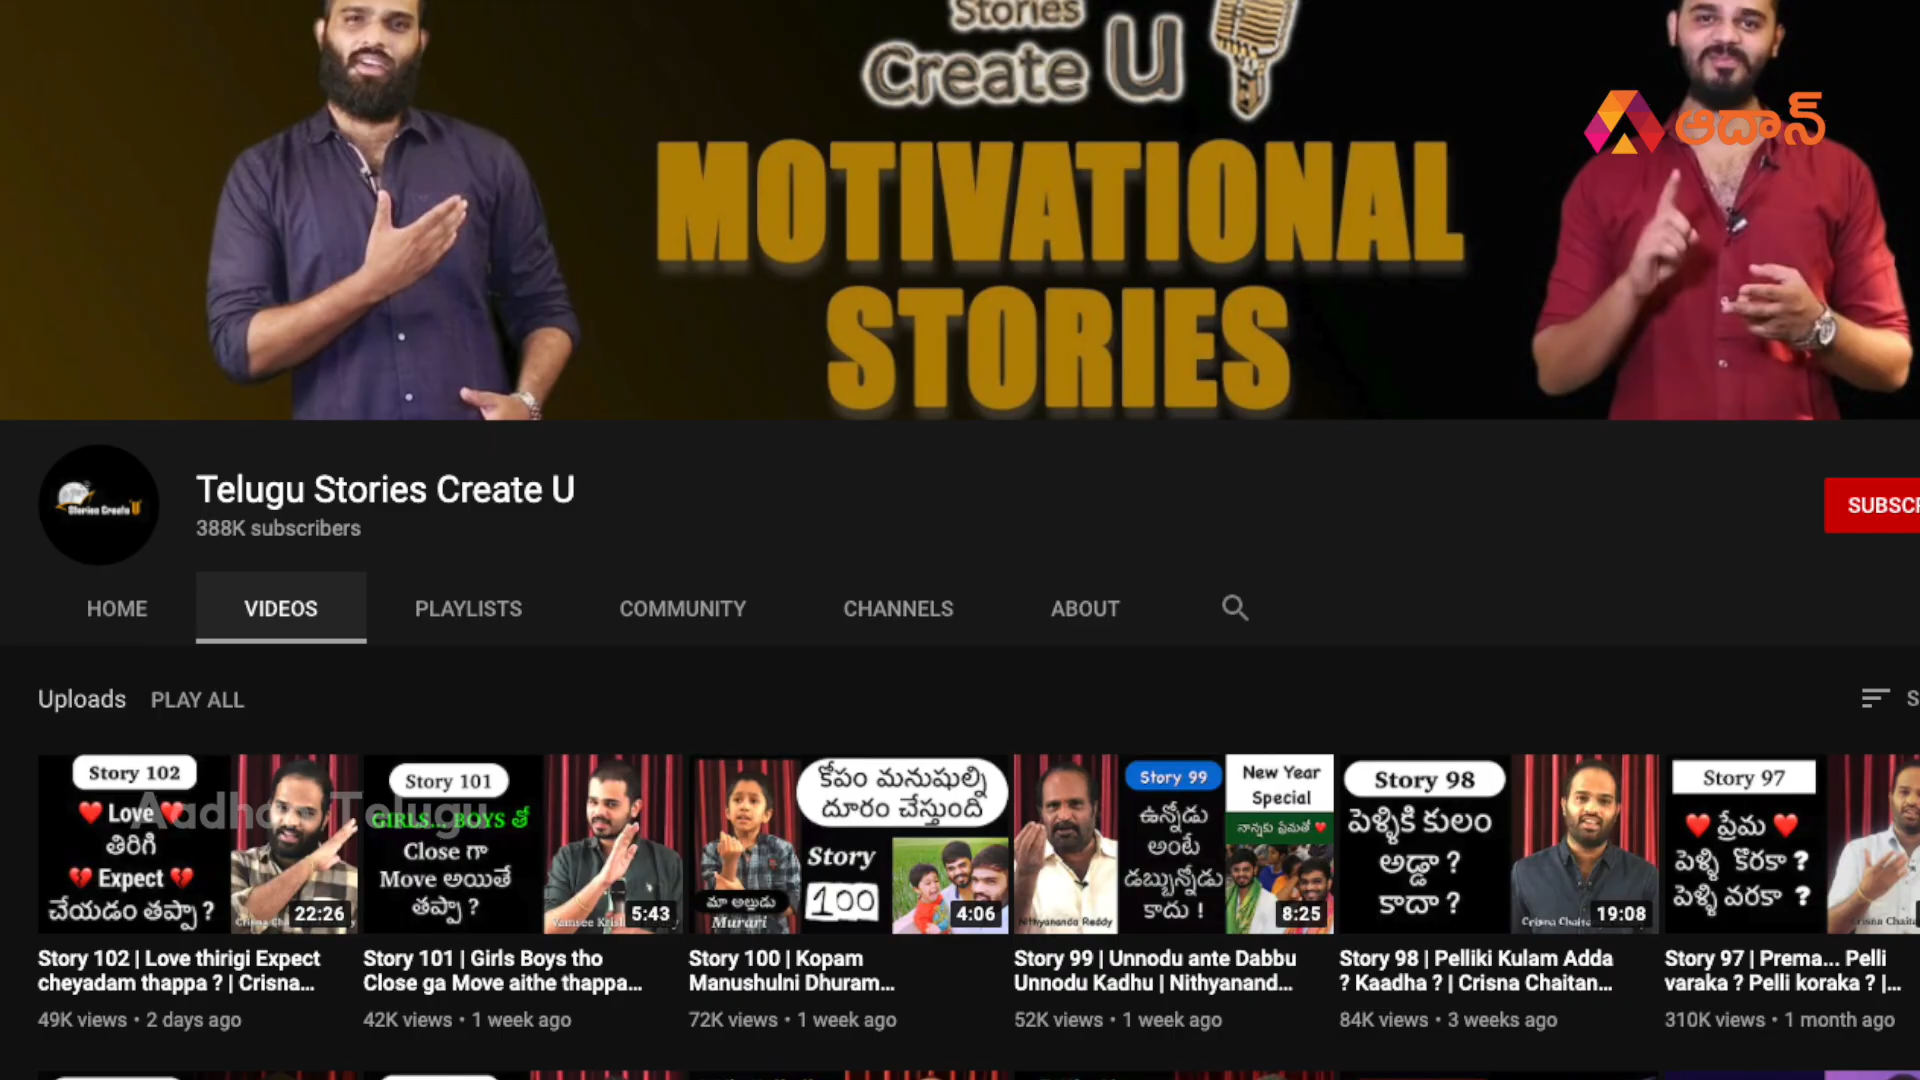 Stories
Create U
MOTIVATIONAL
STORIES
ఆదాన్
Telugu Stories Create U
388K subscribers
SUBSCR
HOME
VIDEOS
PLAYLISTS
COMMUNITY
CHANNELS
ABOUT
Uploads
PLAY ALL
S
Story 102
❤️ Love ❤️
తిరిగి
💔 Expect 💔
చేయడం తప్పా ?
22:26
Aadhan Telugu
Story 101
GIRLS... BOYS తో
Close గా
Move అయితే
తప్పా ?
5:43
కోపం మనుషుల్ని
దూరం చేస్తుంది
Story
100
మా అల్లుడు
Murari
4:06
Nithyananda Reddy
Story 99
ఉన్నోడు
అంటే
డబ్బున్నోడు
కాదు !
New Year
Special
నాన్నకు ప్రేమతో ❤️
8:25
Story 98
పెళ్ళికి కులం
అడ్డా ?
కాదా ?
19:08
Story 97
❤️ ప్రేమ ❤️
పెళ్ళి కొరకా ?
పెళ్ళి వరకా ?
Story 102 | Love thirigi Expect
cheyadam thappa ? | Crisna...
49K views • 2 days ago
Story 101 | Girls Boys tho
Close ga Move aithe thappa...
42K views • 1 week ago
Story 100 | Kopam
Manushulni Dhuram...
72K views • 1 week ago
Story 99 | Unnodu ante Dabbu
Unnodu Kadhu | Nithyanand...
52K views • 1 week ago
Story 98 | Pelliki Kulam Adda
? Kaadha ? | Crisna Chaitan...
84K views • 3 weeks ago
Story 97 | Prema... Pelli
varaka ? Pelli koraka ? |...
310K views • 1 month ago